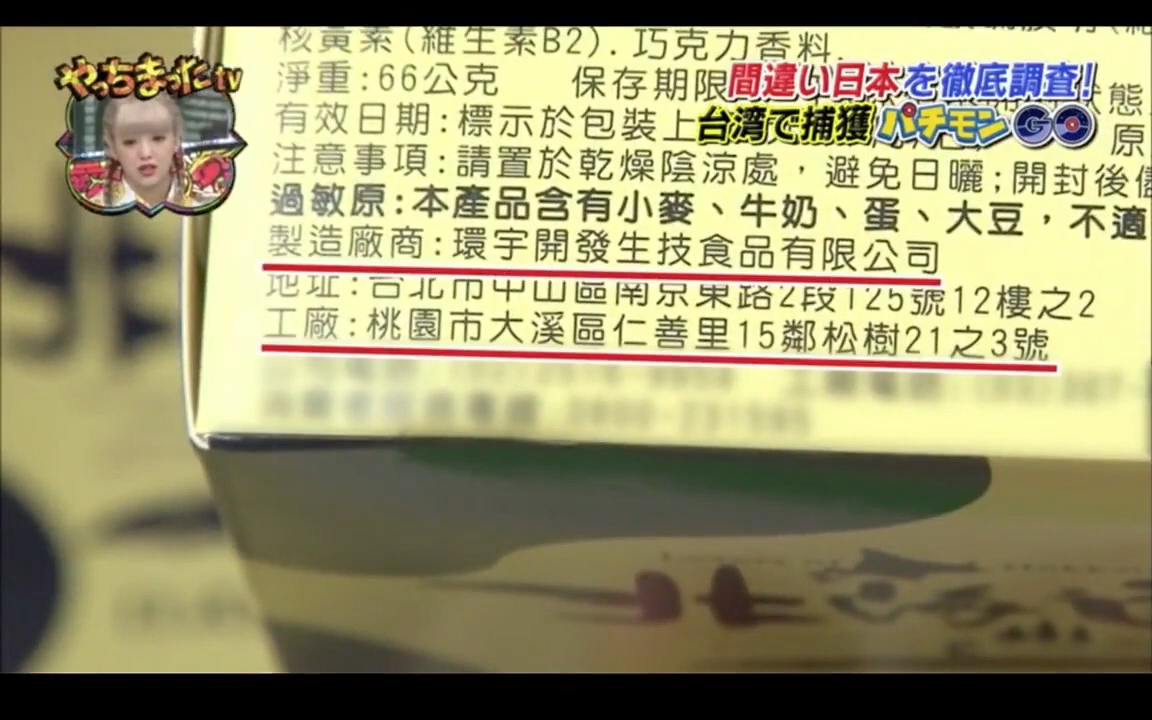 やっちまったtv
間違い日本を徹底調査!
台湾で捕獲 パチモンGO
核黃素(維生素B2).巧克力香料.
淨重:66公克 保存期限
狀態
有效日期:標示於包裝上
原
注意事項:請置於乾燥陰涼處,避免日曬;開封後儘
過敏原:本產品含有小麥、牛奶、蛋、大豆,不適
製造廠商:環宇開發生技食品有限公司
地址:台北市中山區南京東路2段125號12樓之2
工廠:桃園市大溪區仁善里15鄰松樹21之3號